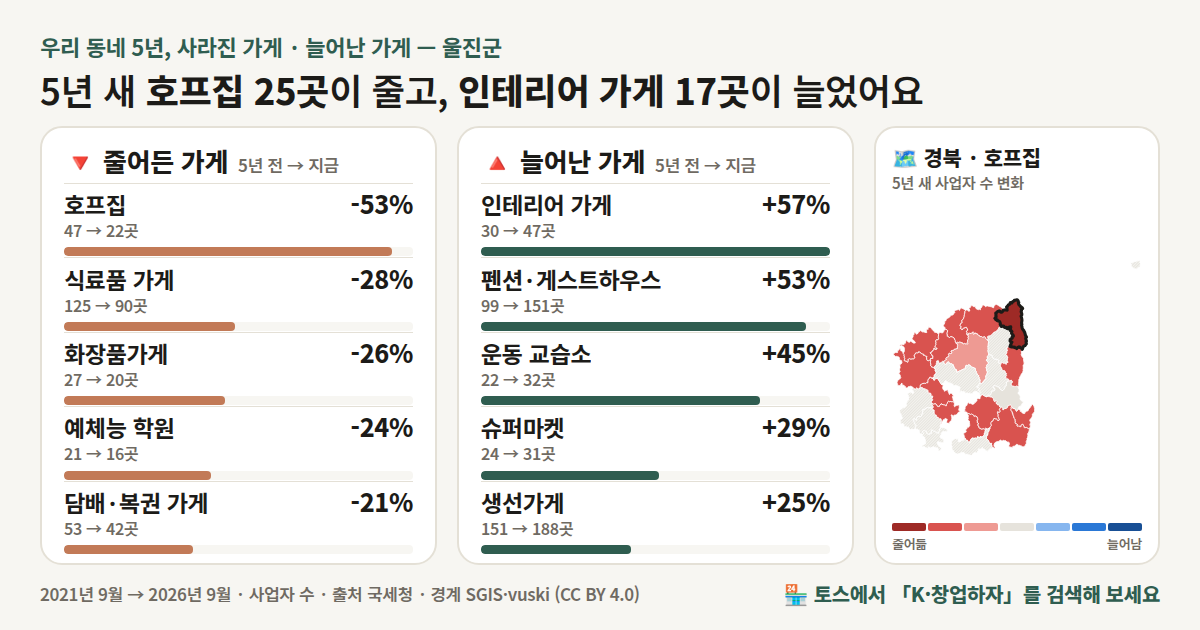 우리 동네 5년, 사라진 가게 · 늘어난 가게 — 울진군
5년 새 호프집 25곳이 줄고, 인테리어 가게 17곳이 늘었어요
🔻 줄어든 가게 5년 전 → 지금
호프집 -53%
47 → 22곳
식료품 가게 -28%
125 → 90곳
화장품가게 -26%
27 → 20곳
예체능 학원 -24%
21 → 16곳
담배·복권 가게 -21%
53 → 42곳
🔺 늘어난 가게 5년 전 → 지금
인테리어 가게 +57%
30 → 47곳
펜션·게스트하우스 +53%
99 → 151곳
운동 교습소 +45%
22 → 32곳
슈퍼마켓 +29%
24 → 31곳
생선가게 +25%
151 → 188곳
🗺️ 경북 · 호프집
5년 새 사업자 수 변화
줄어듦 늘어남
2021년 9월 → 2026년 9월 · 사업자 수 · 출처 국세청 · 경계 SGIS·vuski (CC BY 4.0)
🏪 토스에서 「K·창업하자」를 검색해 보세요